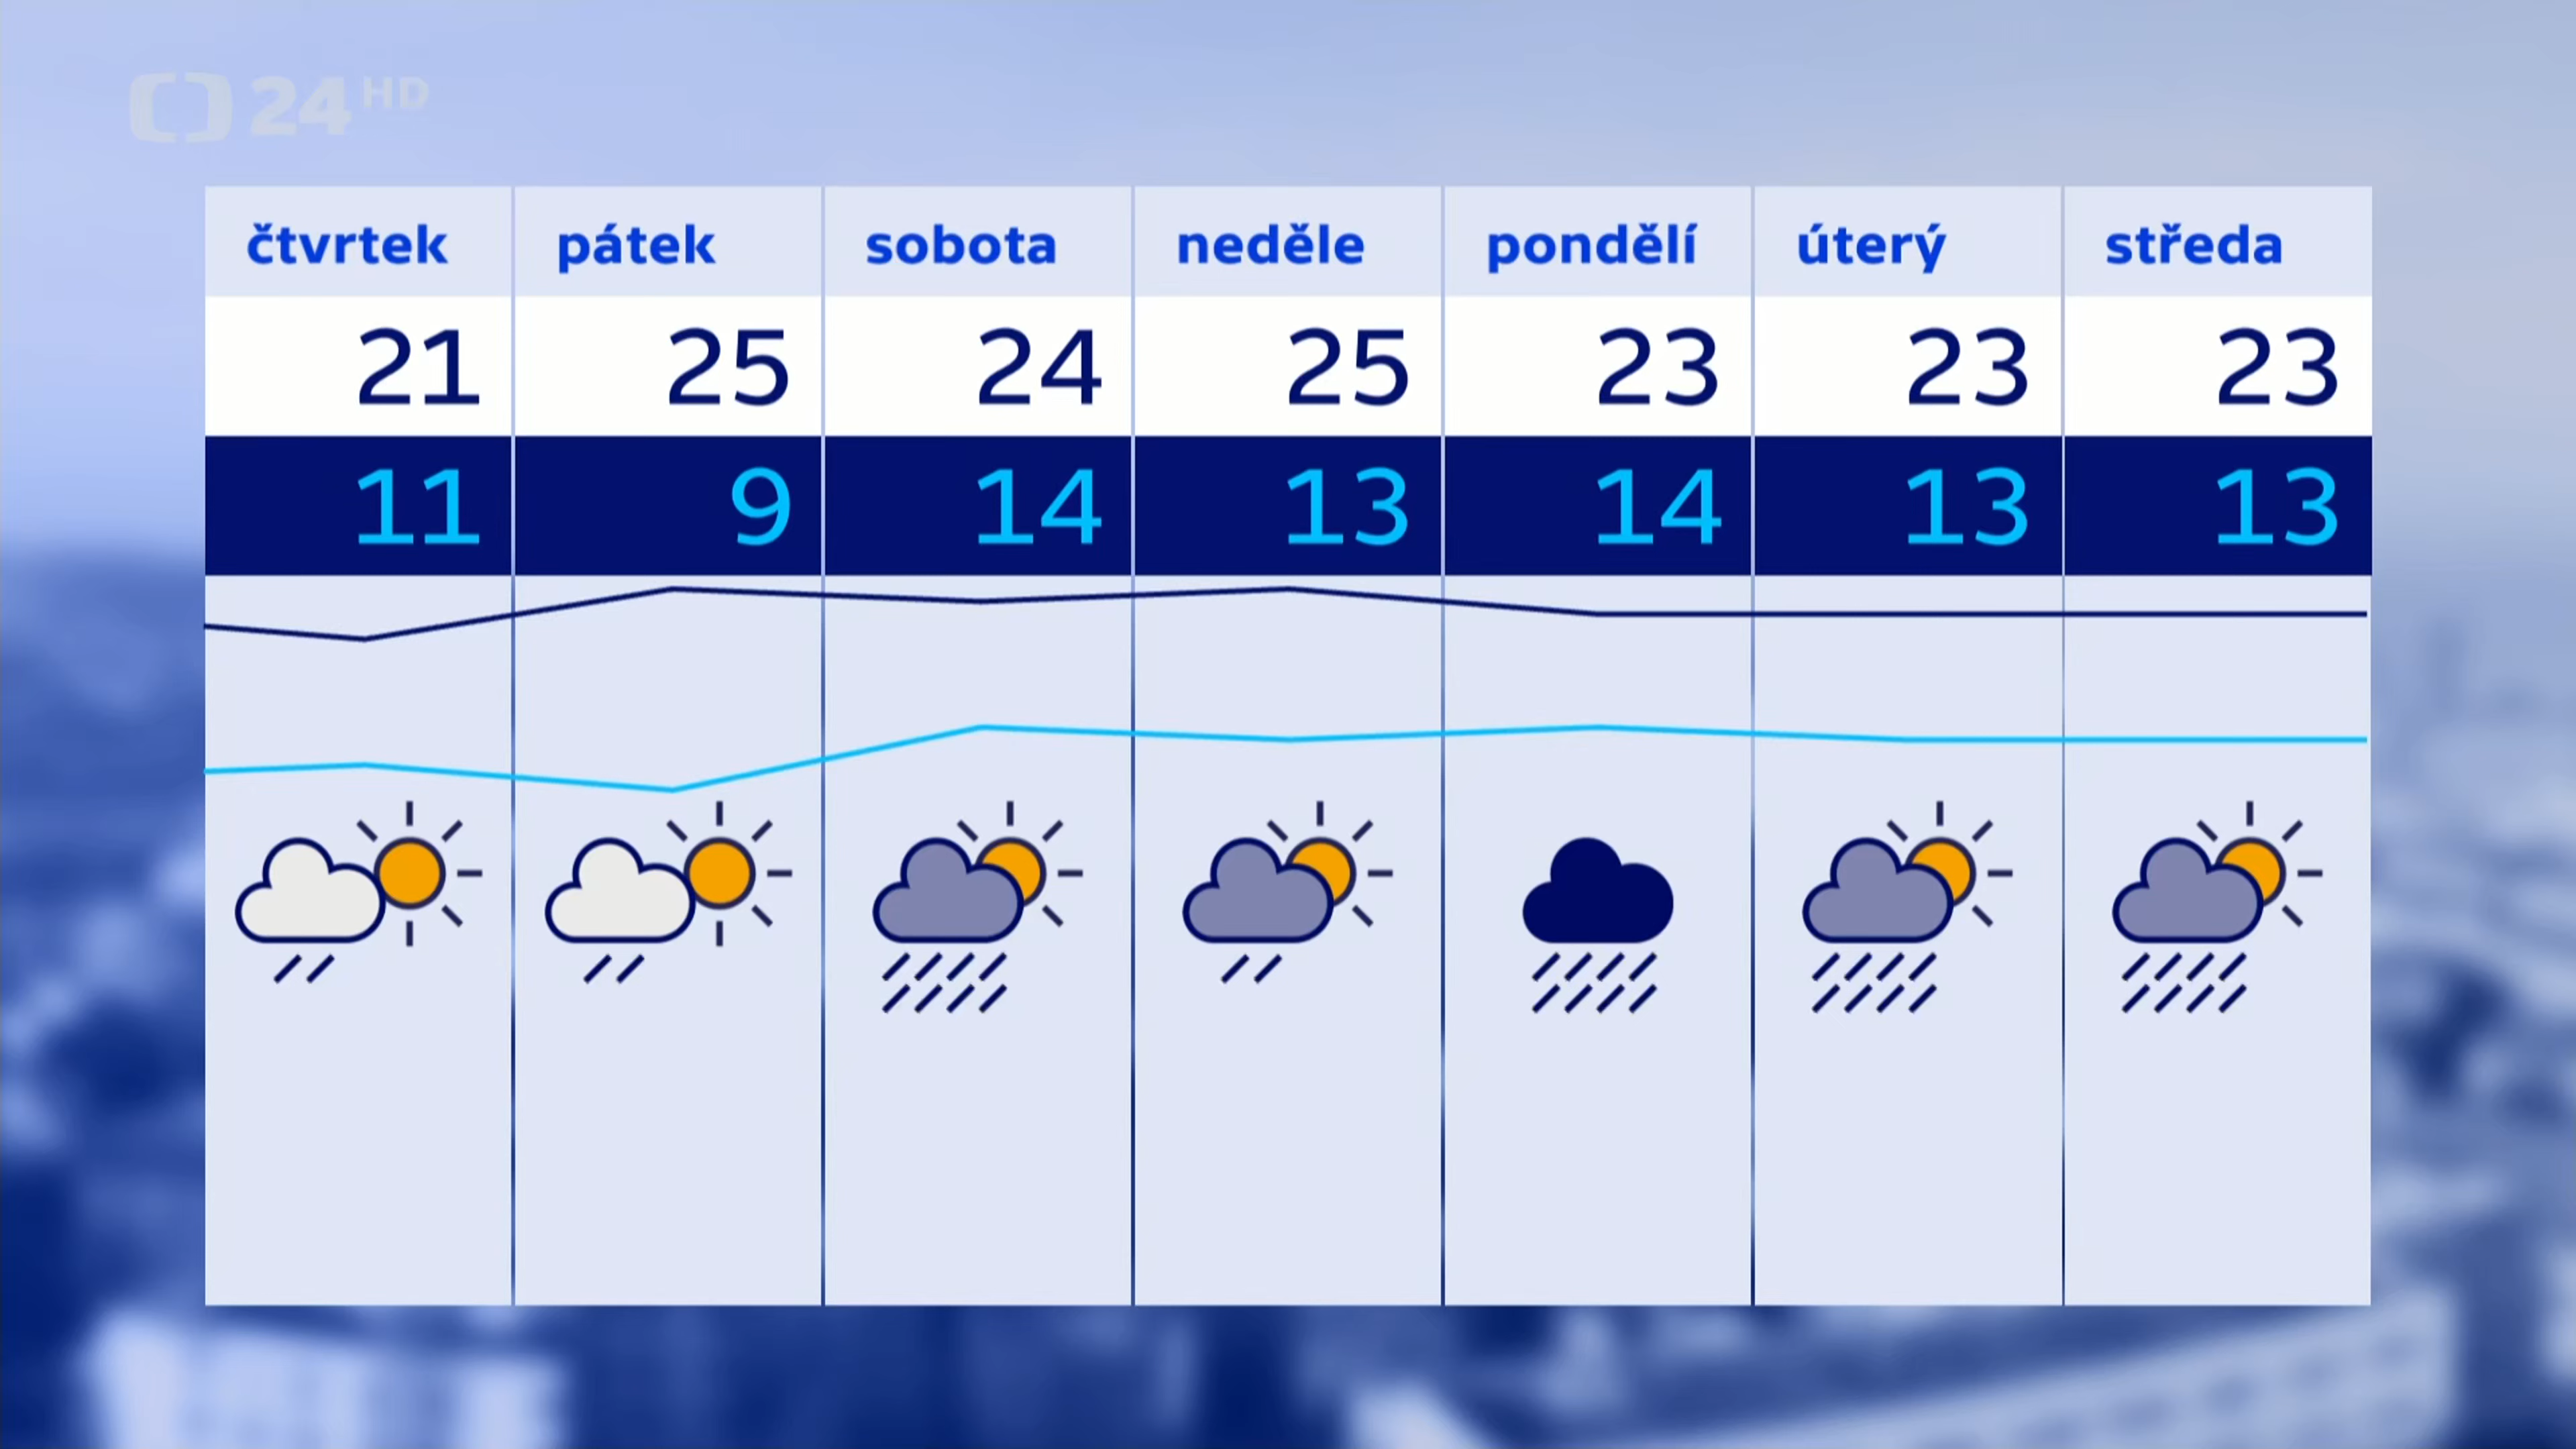 24 HD
čtvrtek pátek sobota neděle pondělí úterý středa
21 25 24 25 23 23 23
11 9 14 13 14 13 13